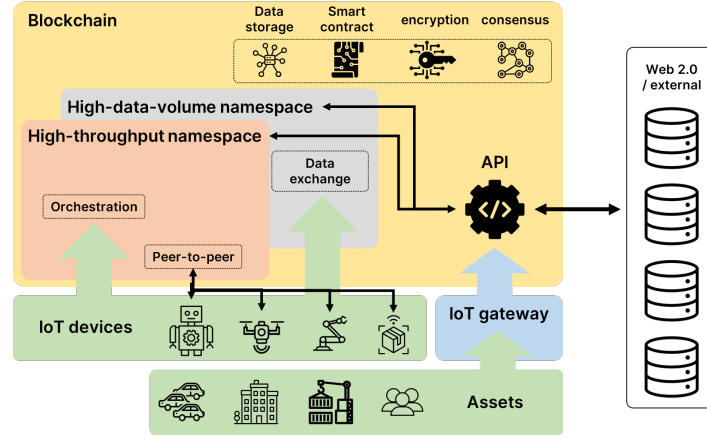 Blockchain
Data
storage
Smart
contract
encryption
consensus
High-data-volume namespace
High-throughput namespace
Data
exchange
Orchestration
Peer-to-peer
API
</>
Web 2.0
/ external
IoT devices
IoT gateway
Assets